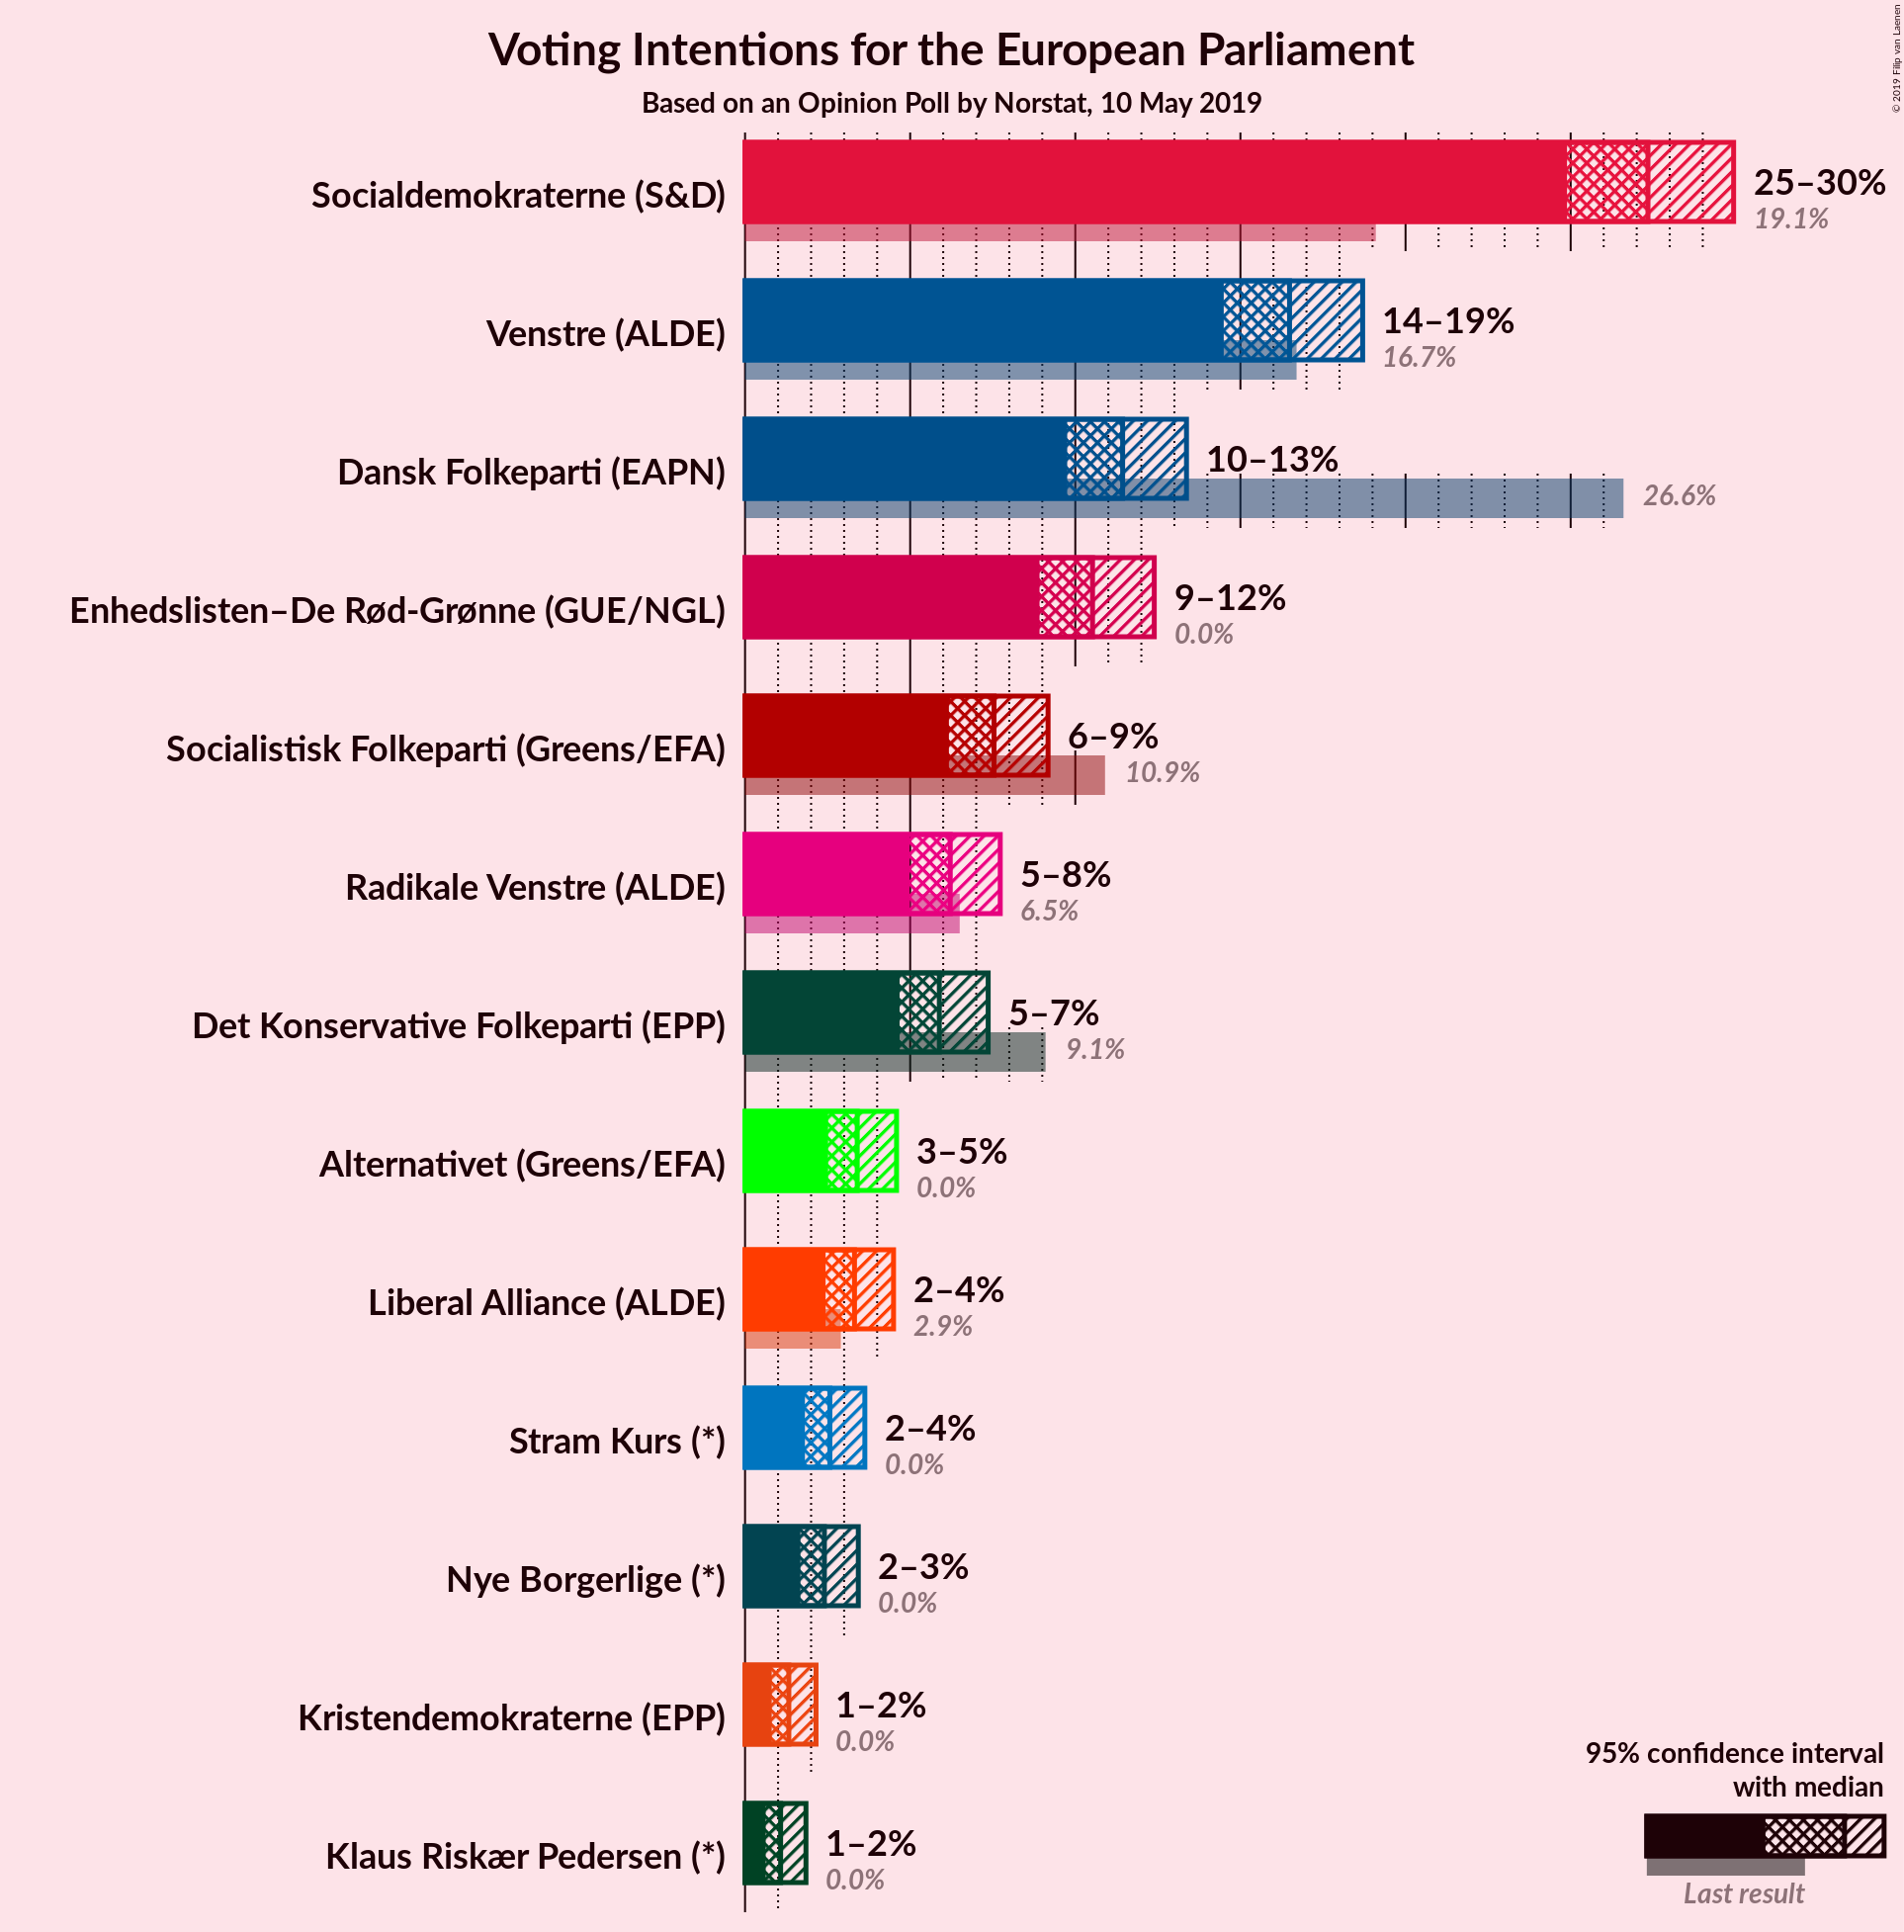 Voting Intentions for the European Parliament
Based on an Opinion Poll by Norstat, 10 May 2019
© 2019 Filip van Laenen
Socialdemokraterne (S&D)
25–30%
19.1%
Venstre (ALDE)
14–19%
16.7%
Dansk Folkeparti (EAPN)
10–13%
26.6%
Enhedslisten–De Rød-Grønne (GUE/NGL)
9–12%
0.0%
Socialistisk Folkeparti (Greens/EFA)
6–9%
10.9%
Radikale Venstre (ALDE)
5–8%
6.5%
Det Konservative Folkeparti (EPP)
5–7%
9.1%
Alternativet (Greens/EFA)
3–5%
0.0%
Liberal Alliance (ALDE)
2–4%
2.9%
Stram Kurs (*)
2–4%
0.0%
Nye Borgerlige (*)
2–3%
0.0%
Kristendemokraterne (EPP)
1–2%
0.0%
Klaus Riskær Pedersen (*)
1–2%
0.0%
95% confidence interval
with median
Last result